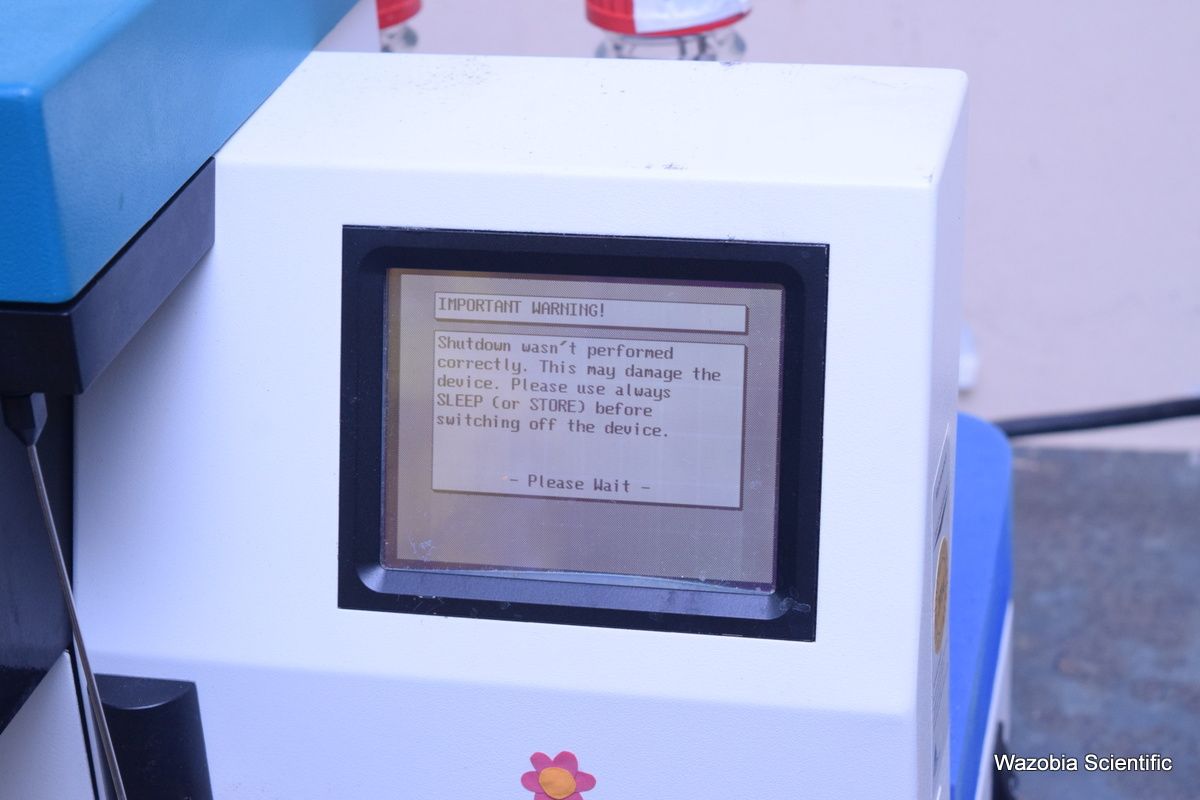 IMPORTANT WARNING!
Shutdown wasn't performed
correctly. This may damage the
device. Please use always
SLEEP (or STORE) before
switching off the device.
- Please Wait -
Wazobia Scientific